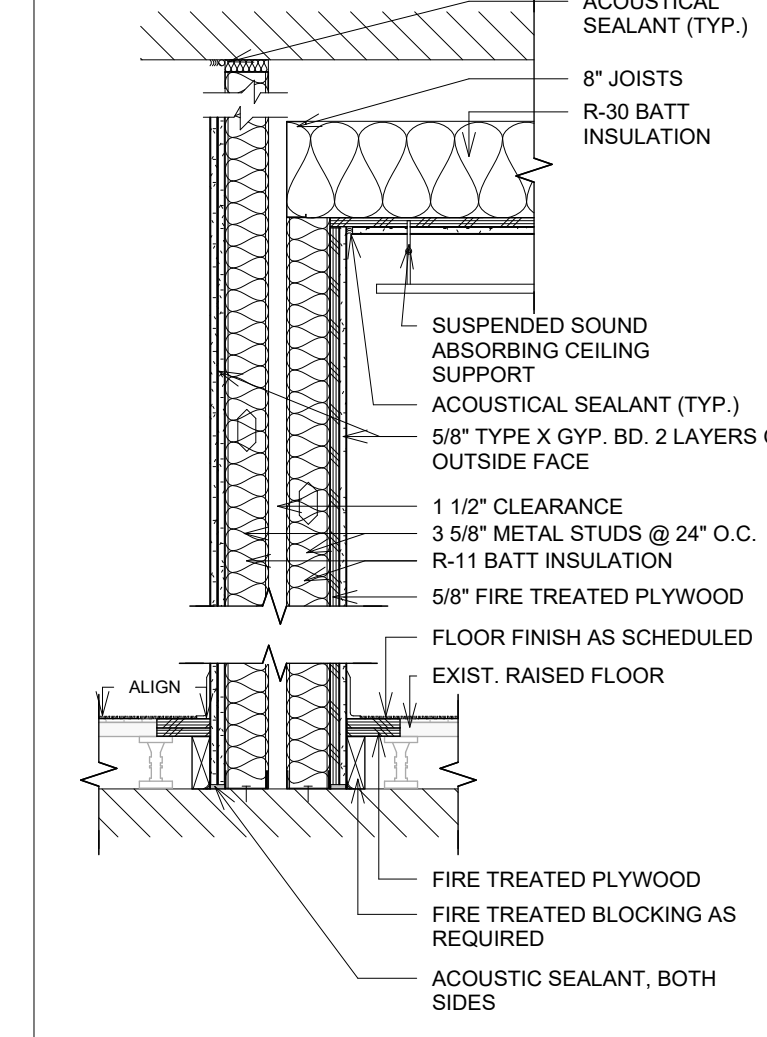 ACOUSTICAL
SEALANT (TYP.)
8" JOISTS
R-30 BATT
INSULATION
SUSPENDED SOUND
ABSORBING CEILING
SUPPORT
ACOUSTICAL SEALANT (TYP.)
5/8" TYPE X GYP. BD. 2 LAYERS
OUTSIDE FACE
1 1/2" CLEARANCE
3 5/8" METAL STUDS @ 24" O.C.
R-11 BATT INSULATION
5/8" FIRE TREATED PLYWOOD
FLOOR FINISH AS SCHEDULED
EXIST. RAISED FLOOR
ALIGN
FIRE TREATED PLYWOOD
FIRE TREATED BLOCKING AS
REQUIRED
ACOUSTIC SEALANT, BOTH
SIDES